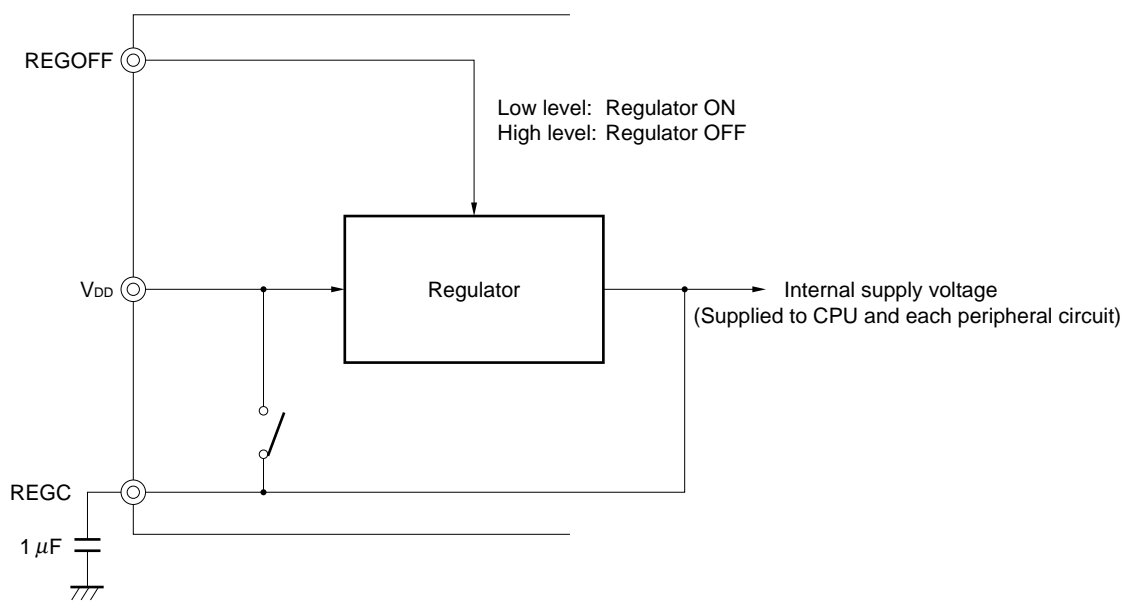 REGOFF
Low level: Regulator ON
High level: Regulator OFF
VDD
Regulator
Internal supply voltage
(Supplied to CPU and each peripheral circuit)
REGC
1 μF